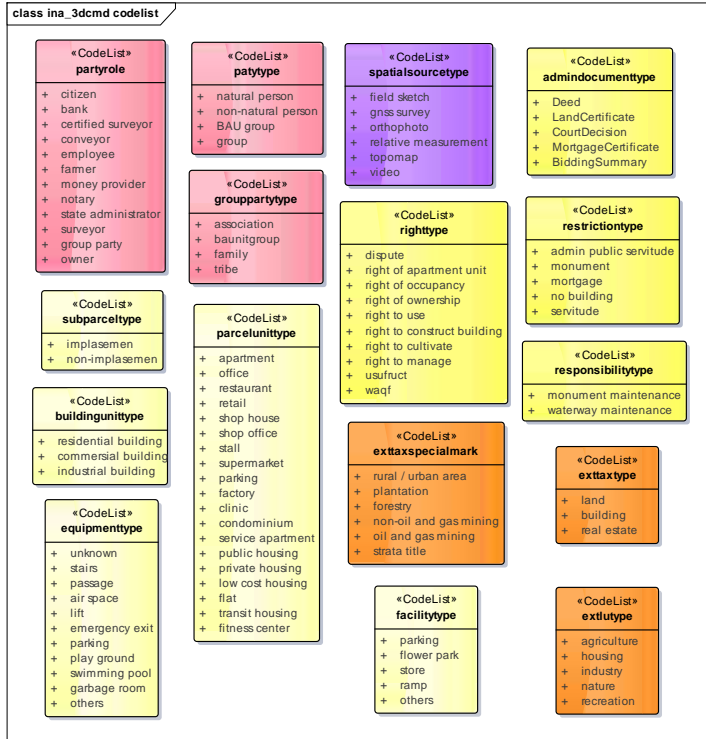 class ina_3dcmd codelist
«CodeList»
partyrole
+ citizen
+ bank
+ certified surveyor
+ conveyor
+ employee
+ farmer
+ money provider
+ notary
+ state administrator
+ surveyor
+ group party
+ owner
«CodeList»
patytype
+ natural person
+ non-natural person
+ BAU group
+ group
«CodeList»
spatialsourcetype
+ field sketch
+ gnss survey
+ orthophoto
+ relative measurement
+ topomap
+ video
«CodeList»
admindocumenttype
+ Deed
+ LandCertificate
+ CourtDecision
+ MortgageCertificate
+ BiddingSummary
«CodeList»
grouppartytype
+ association
+ baunitgroup
+ family
+ tribe
«CodeList»
righttype
+ dispute
+ right of apartment unit
+ right of occupancy
+ right of ownership
+ right to use
+ right to construct building
+ right to cultivate
+ right to manage
+ usufruct
+ waqf
«CodeList»
restrictiontype
+ admin public servitude
+ monument
+ mortgage
+ no building
+ servitude
«CodeList»
subparceltype
+ implasemen
+ non-implasemen
«CodeList»
parcelunittype
+ apartment
+ office
+ restaurant
+ retail
+ shop house
+ shop office
+ stall
+ supermarket
+ parking
+ factory
+ clinic
+ condominium
+ service apartment
+ public housing
+ private housing
+ low cost housing
+ flat
+ transit housing
+ fitness center
«CodeList»
responsibilitytype
+ monument maintenance
+ waterway maintenance
«CodeList»
buildingunittype
+ residential building
+ commersial building
+ industrial building
«CodeList»
exttaxspecialmark
+ rural / urban area
+ plantation
+ forestry
+ non-oil and gas mining
+ oil and gas mining
+ strata title
«CodeList»
exttaxtype
+ land
+ building
+ real estate
«CodeList»
equipmenttype
+ unknown
+ stairs
+ passage
+ air space
+ lift
+ emergency exit
+ parking
+ play ground
+ swimming pool
+ garbage room
+ others
«CodeList»
facilitytype
+ parking
+ flower park
+ store
+ ramp
+ others
«CodeList»
extlutype
+ agriculture
+ housing
+ industry
+ nature
+ recreation